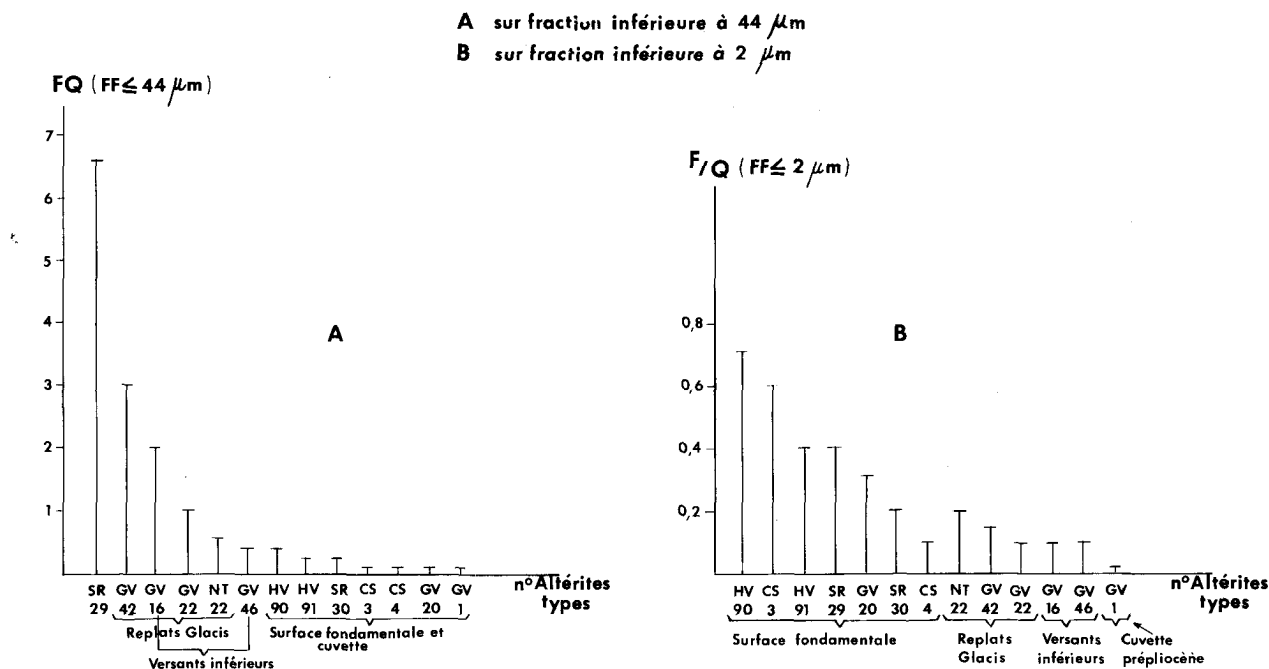 A sur fraction inférieure à 44 µm
B sur fraction inférieure à 2 µm
FQ (FF≤ 44 µm)
7
6
5
4
3
2
1
A
SR GV GV GV NT GV HV HV SR CS CS GV GV
29 42 16 22 22 46 90 91 30 3 4 20 1
n° Altérites types
Replats Glacis
Versants inférieurs
Surface fondamentale et
cuvette
F/Q (FF≦ 2 µm)
0,8
0,6
0,4
0,2
B
HV CS HV SR GV SR CS NT GV GV GV GV GV
90 3 91 29 20 30 4 22 42 22 16 46 1
n° Altérites
types
Surface fondamentale
Replats
Glacis
Versants
inférieurs
Cuvette
prépliocène